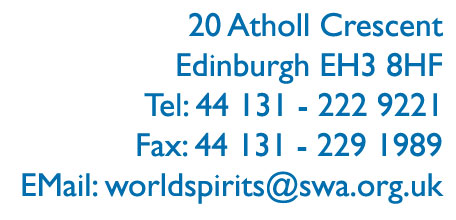 20 Atholl Crescent
Edinburgh EH3 8HF
Tel: 44 131 - 222 9221
Fax: 44 131 - 229 1989
EMail: worldspirits@swa.org.uk